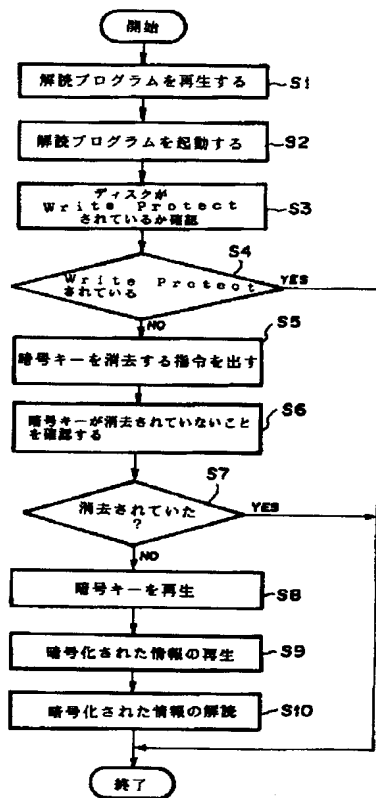 開始
解読プログラムを再生する S1
解読プログラムを起動する S2
ディスクが
Write Protect S3
されているか確認
S4
Write Protect YES
されている
NO
S5
暗号キーを消去する指令を出す
S6
暗号キーが消去されていないこと
を確認する
S7
消去されていた YES
?
NO
暗号キーを再生 S8
暗号化された情報の再生 S9
暗号化された情報の解読 S10
終了